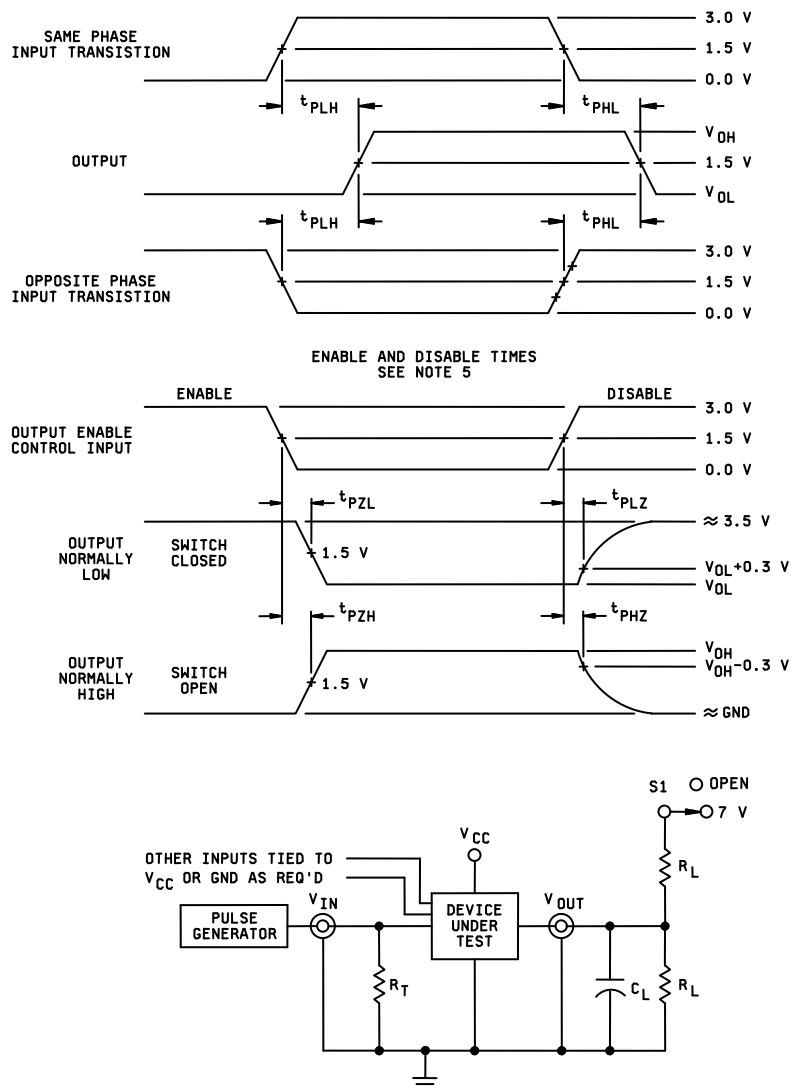 SAME PHASE
INPUT TRANSISTION
3.0 V
1.5 V
0.0 V
tPLH
tPHL
OUTPUT
VOH
1.5 V
VOL
tPLH
tPHL
OPPOSITE PHASE
INPUT TRANSISTION
3.0 V
1.5 V
0.0 V
ENABLE AND DISABLE TIMES
SEE NOTE 5
ENABLE
DISABLE
OUTPUT ENABLE
CONTROL INPUT
3.0 V
1.5 V
0.0 V
tPZL
tPLZ
OUTPUT
NORMALLY
LOW
SWITCH
CLOSED
1.5 V
≈ 3.5 V
VOL+0.3 V
VOL
tPZH
tPHZ
OUTPUT
NORMALLY
HIGH
SWITCH
OPEN
1.5 V
VOH
VOH-0.3 V
≈ GND
S1
OPEN
7 V
VCC
RL
OTHER INPUTS TIED TO
VCC OR GND AS REQ'D
VIN
VOUT
PULSE
GENERATOR
DEVICE
UNDER
TEST
RT
CL
RL